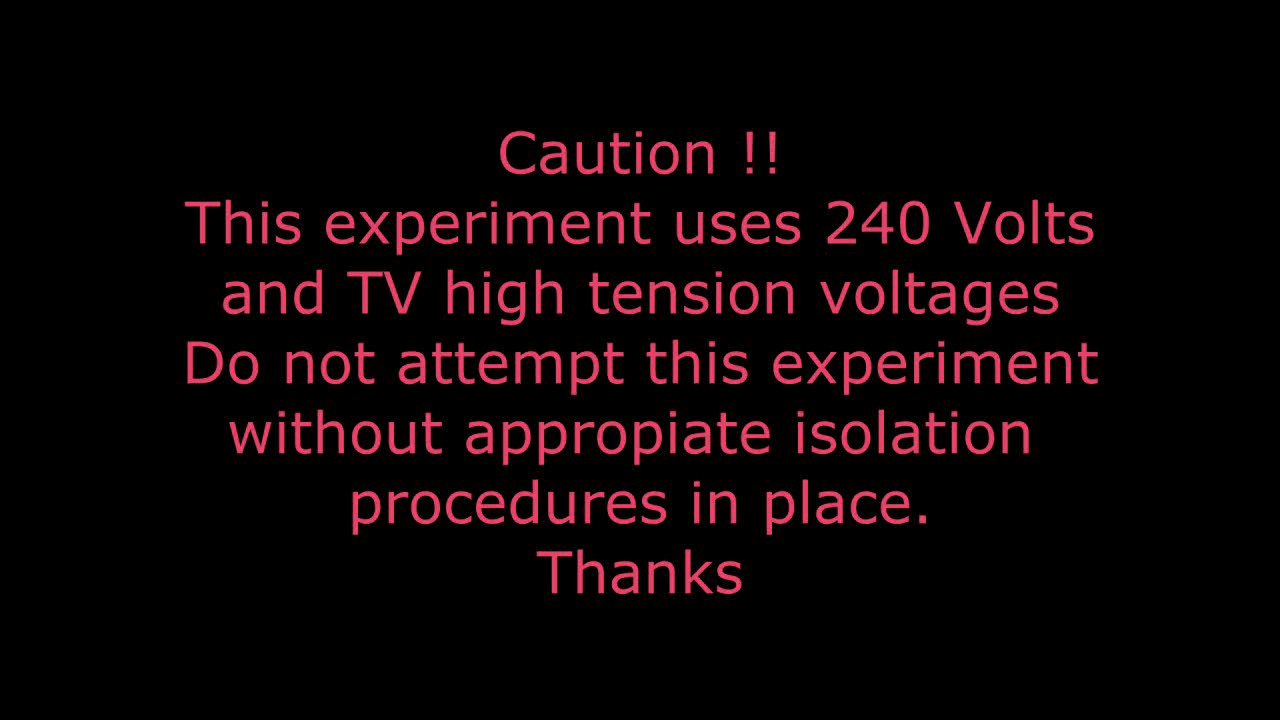 Caution !!
This experiment uses 240 Volts
and TV high tension voltages
Do not attempt this experiment
without appropiate isolation
procedures in place.
Thanks